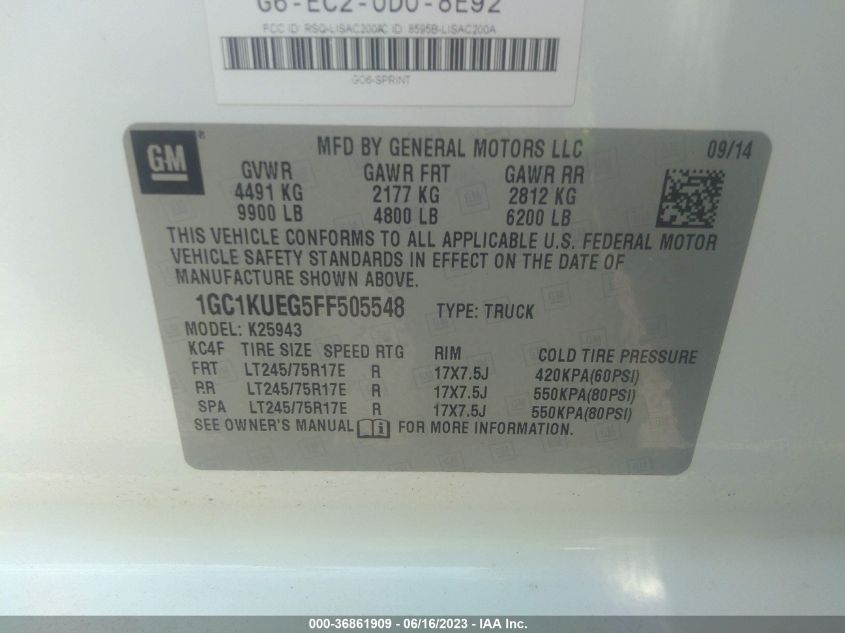 G6-EC2-0D0-8E92
FCC ID: RSQ-LISAC200A IC ID: 8595B-LISAC200A
GO6-SPRINT
GM
MFD BY GENERAL MOTORS LLC 09/14
GVWR GAWR FRT GAWR RR
4491 KG 2177 KG 2812 KG
9900 LB 4800 LB 6200 LB
THIS VEHICLE CONFORMS TO ALL APPLICABLE U.S. FEDERAL MOTOR
VEHICLE SAFETY STANDARDS IN EFFECT ON THE DATE OF
MANUFACTURE SHOWN ABOVE.
1GC1KUEG5FF505548 TYPE: TRUCK
MODEL: K25943
KC4F TIRE SIZE SPEED RTG RIM COLD TIRE PRESSURE
FRT LT245/75R17E R 17X7.5J 420KPA(60PSI)
RR LT245/75R17E R 17X7.5J 550KPA(80PSI)
SPA LT245/75R17E R 17X7.5J 550KPA(80PSI)
SEE OWNER'S MANUAL FOR MORE INFORMATION.
000-36861909 - 06/16/2023 - IAA Inc.